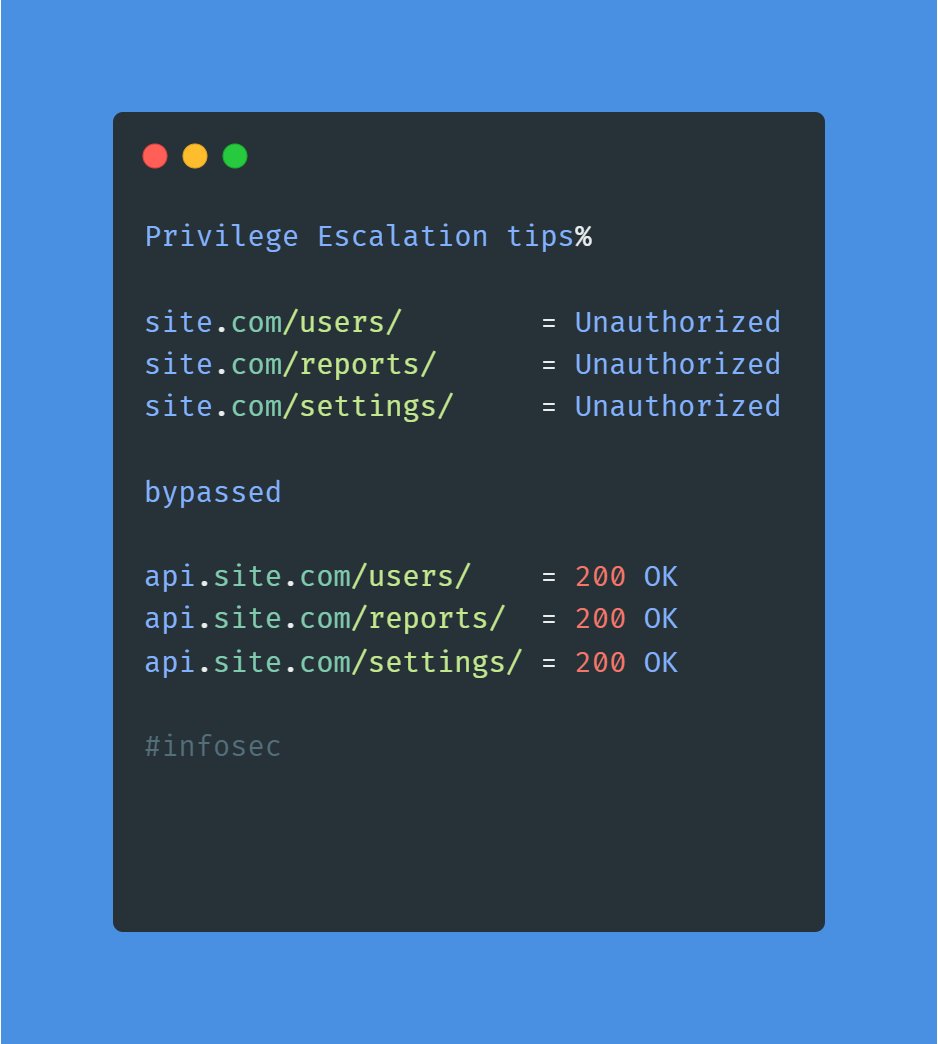 Privilege Escalation tips%
site.com/users/ = Unauthorized
site.com/reports/ = Unauthorized
site.com/settings/ = Unauthorized
bypassed
api.site.com/users/ = 200 OK
api.site.com/reports/ = 200 OK
api.site.com/settings/ = 200 OK
#infosec